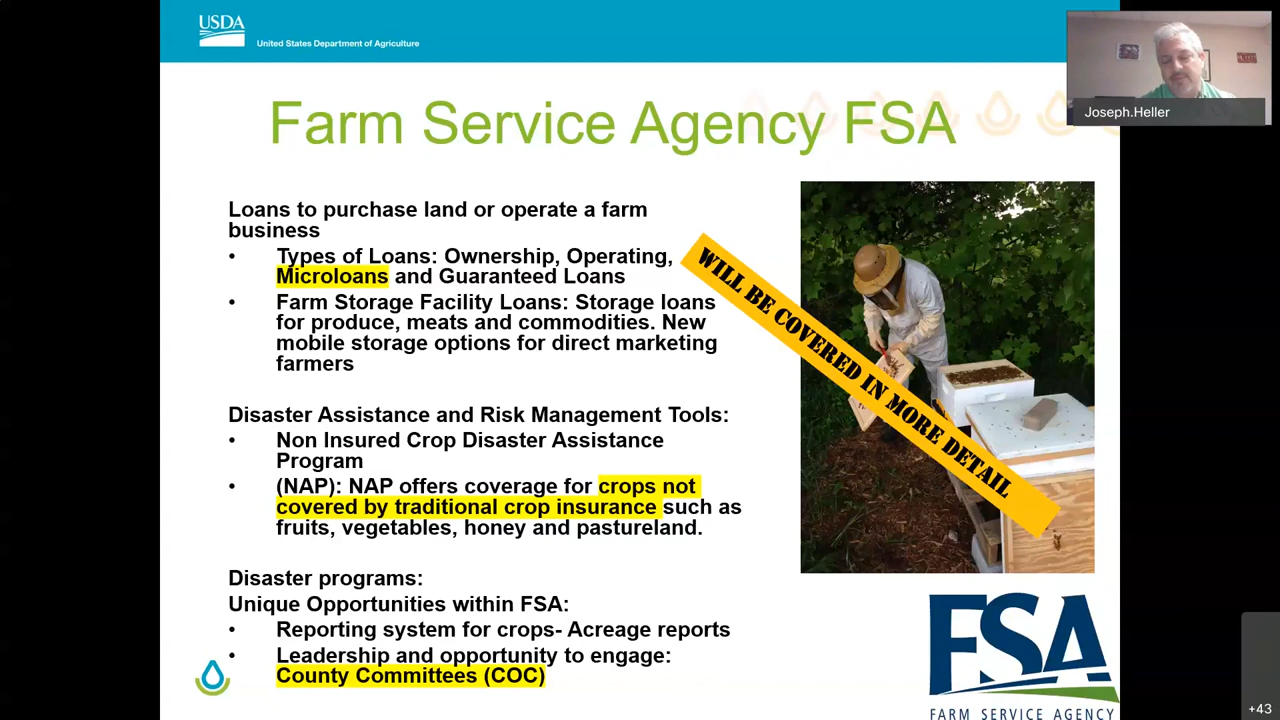 USDA
United States Department of Agriculture
Joseph.Heller
Farm Service Agency FSA
Loans to purchase land or operate a farm
business
• Types of Loans: Ownership, Operating,
Microloans and Guaranteed Loans
• Farm Storage Facility Loans: Storage loans
for produce, meats and commodities. New
mobile storage options for direct marketing
farmers
WILL BE COVERED IN MORE DETAIL
Disaster Assistance and Risk Management Tools:
• Non Insured Crop Disaster Assistance
Program
• (NAP): NAP offers coverage for crops not
covered by traditional crop insurance such as
fruits, vegetables, honey and pastureland.
Disaster programs:
Unique Opportunities within FSA:
• Reporting system for crops- Acreage reports
• Leadership and opportunity to engage:
County Committees (COC)
FSA
FARM SERVICE AGENCY
+43